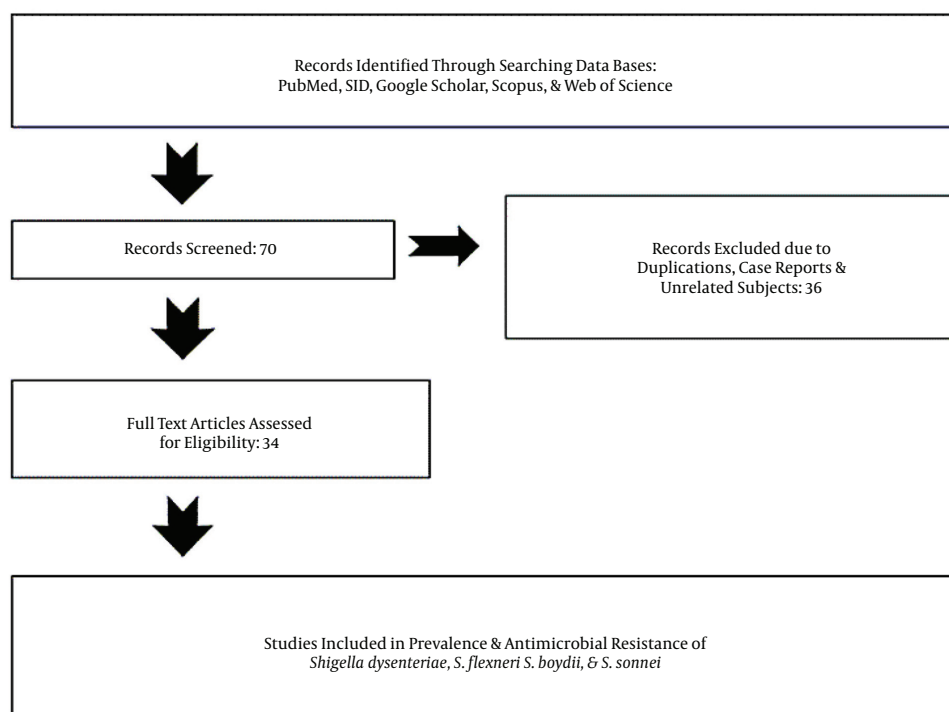 Records Identified Through Searching Data Bases:
PubMed, SID, Google Scholar, Scopus, & Web of Science
Records Screened: 70
Records Excluded due to
Duplications, Case Reports &
Unrelated Subjects: 36
Full Text Articles Assessed
for Eligibility: 34
Studies Included in Prevalence & Antimicrobial Resistance of
Shigella dysenteriae, S. flexneri S. boydii, & S. sonnei